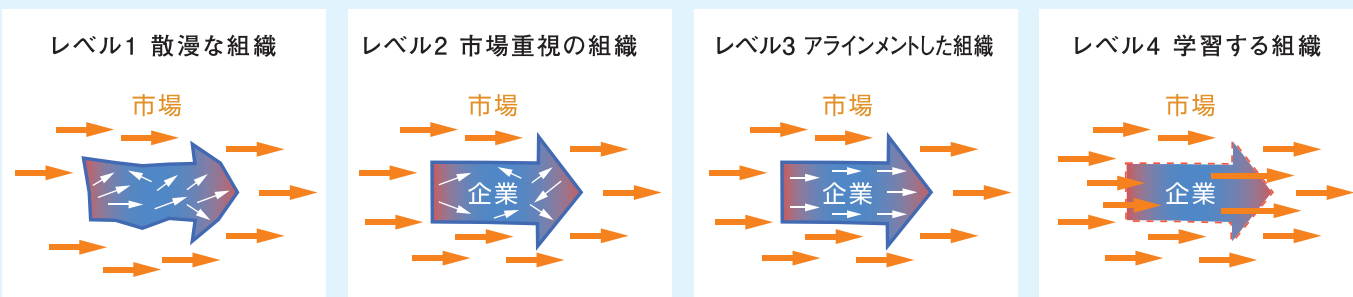 レベル1 散漫な組織
市場
レベル2 市場重視の組織
市場
企業
レベル3 アラインメントした組織
市場
企業
レベル4 学習する組織
市場
企業